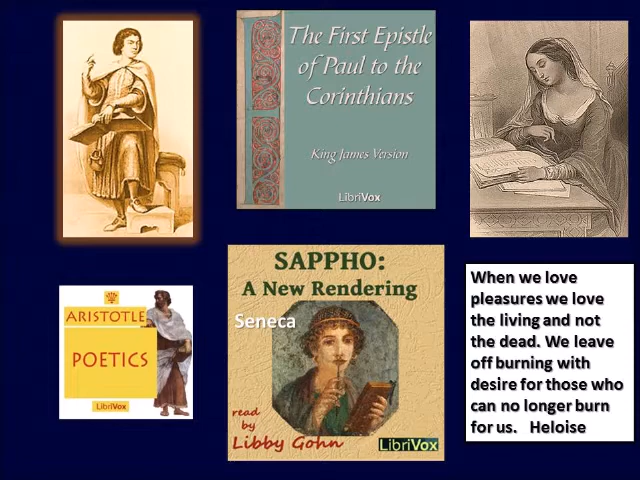 The First Epistle
of Paul to the
Corinthians
King James Version
LibriVox
ARISTOTLE
POETICS
LibriVox
SAPPHO:
A New Rendering
Seneca
read
by
Libby Gohn
LibriVox
When we love
pleasures we love
the living and not
the dead. We leave
off burning with
desire for those who
can no longer burn
for us. Heloise